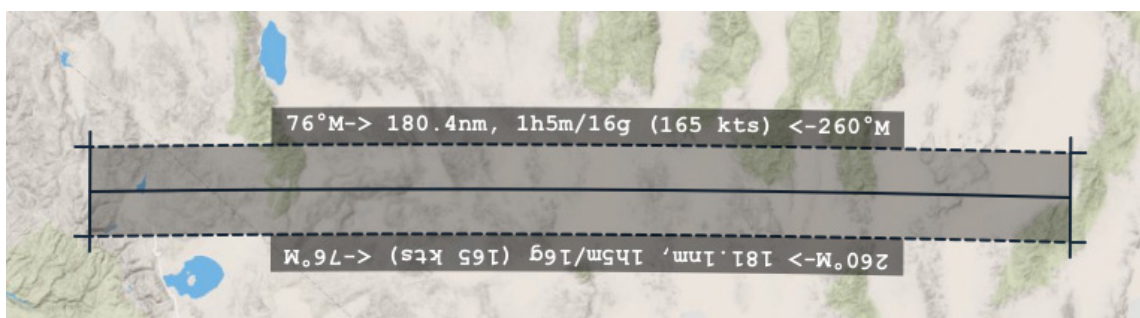 76°M-> 180.4nm, 1h5m/16g (165 kts) <-260°M
260°M-> 181.1nm, 1h5m/16g (165 kts) <-76°M